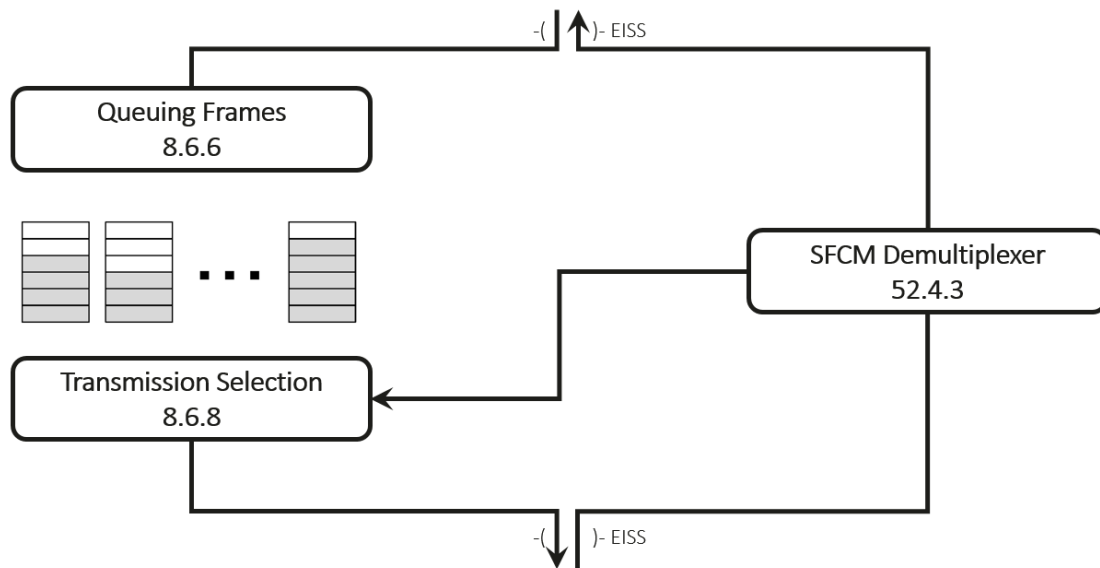 -( )- EISS
Queuing Frames
8.6.6
SFCM Demultiplexer
52.4.3
Transmission Selection
8.6.8
-( )- EISS